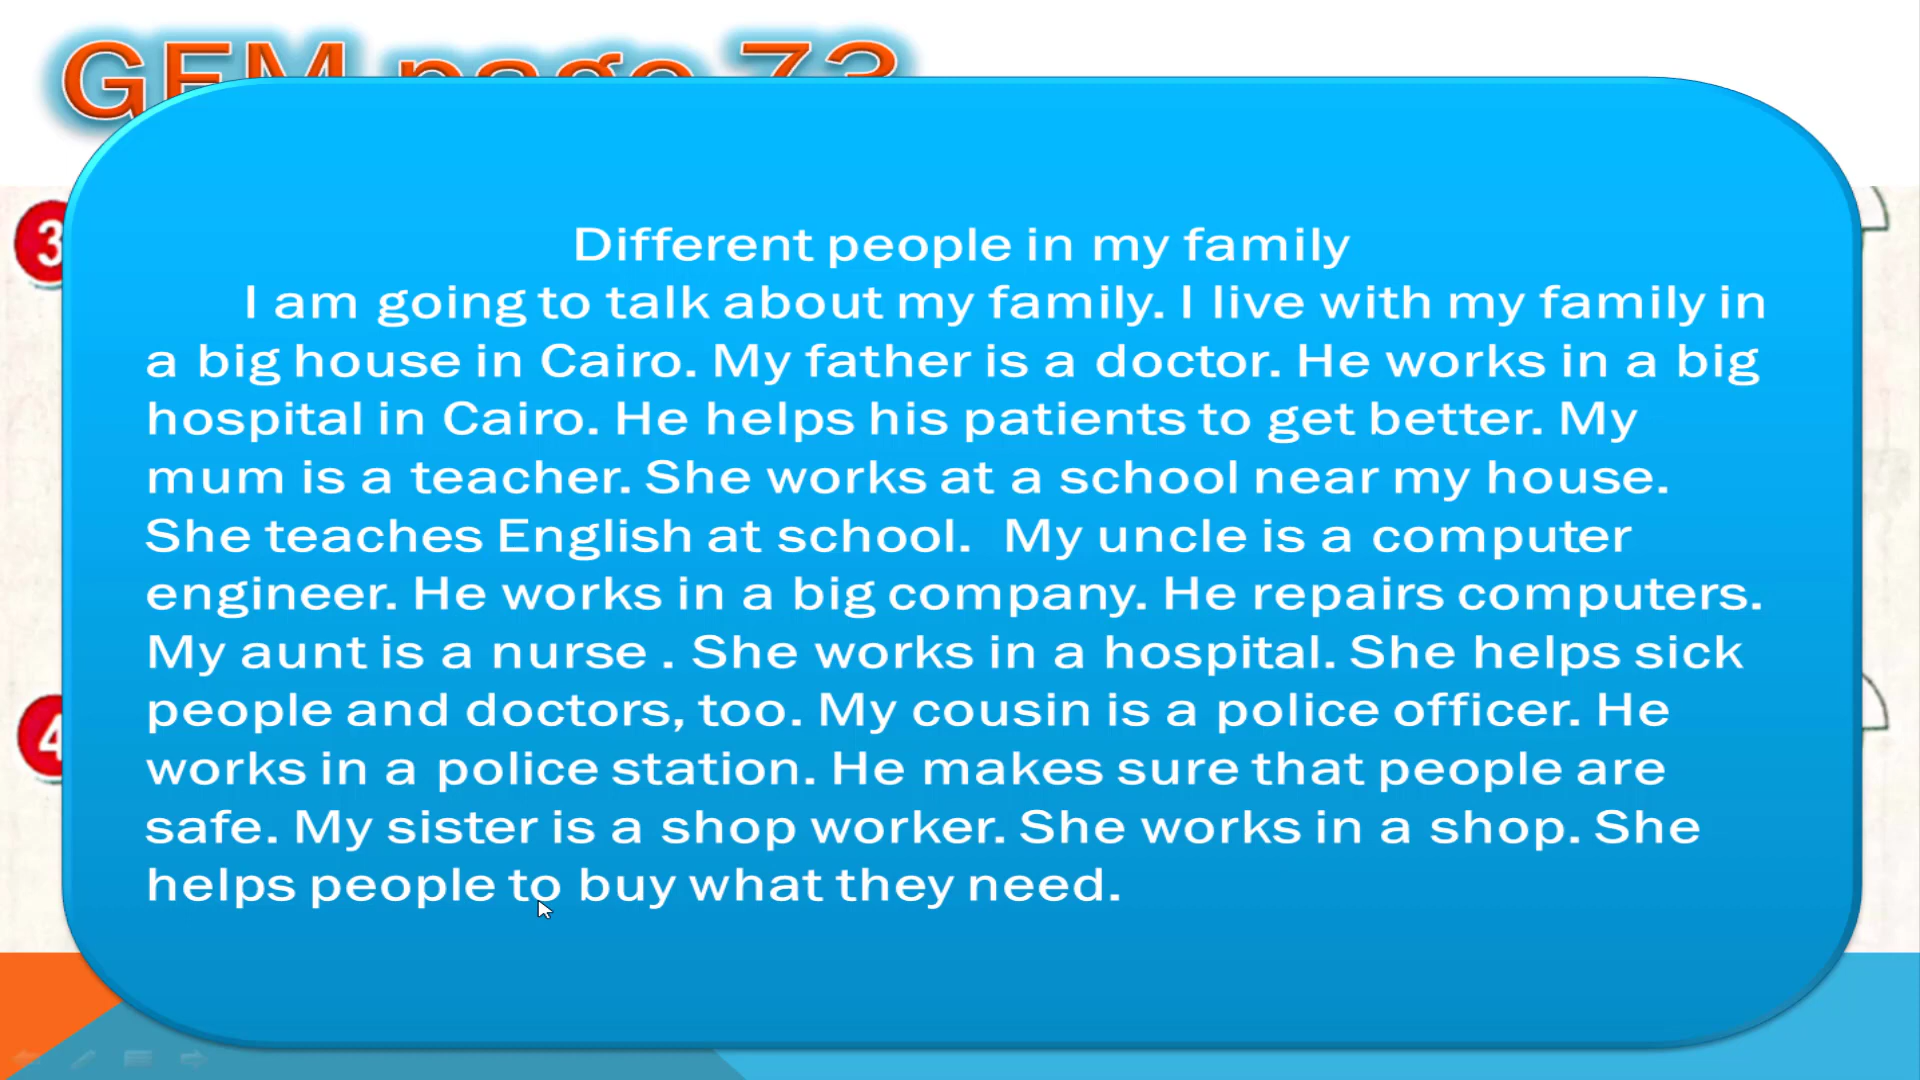 GEM page 73
3
Different people in my family
I am going to talk about my family. I live with my family in
a big house in Cairo. My father is a doctor. He works in a big
hospital in Cairo. He helps his patients to get better. My
mum is a teacher. She works at a school near my house.
She teaches English at school.  My uncle is a computer
engineer. He works in a big company. He repairs computers.
My aunt is a nurse . She works in a hospital. She helps sick
people and doctors, too. My cousin is a police officer. He
works in a police station. He makes sure that people are
safe. My sister is a shop worker. She works in a shop. She
helps people to buy what they need.
4